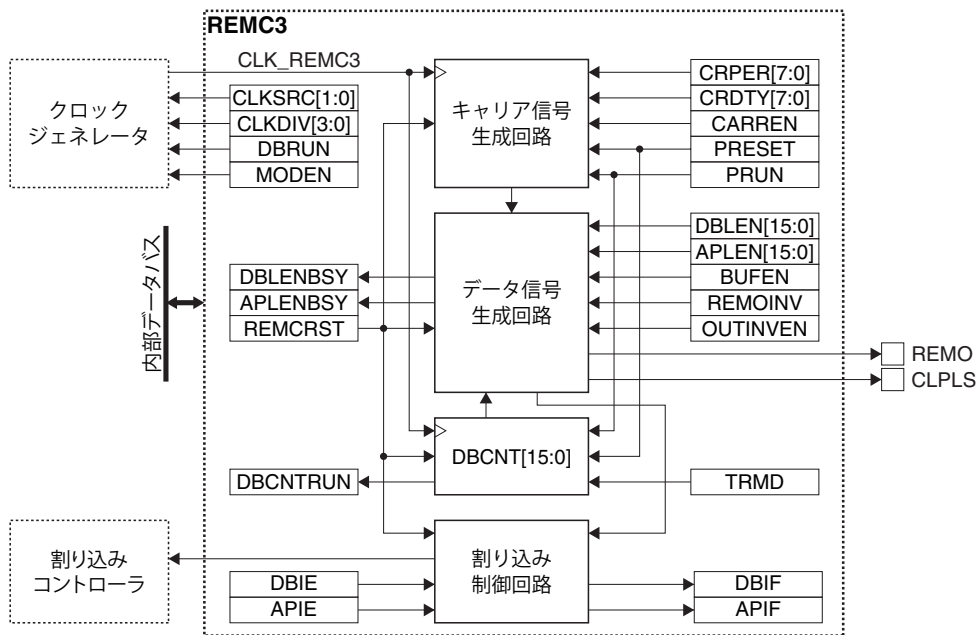 REMC3
CLK_REMC3
クロック
ジェネレータ
CLKSRC[1:0]
CLKDIV[3:0]
DBRUN
MODEN
キャリア信号
生成回路
CRPER[7:0]
CRDTY[7:0]
CARREN
PRESET
PRUN
内部データバス
DBLENBSY
APLENBSY
REMCRST
データ信号
生成回路
DBLEN[15:0]
APLEN[15:0]
BUFEN
REMOINV
OUTINVEN
REMO
CLPLS
DBCNT[15:0]
DBCNTRUN
TRMD
割り込み
コントローラ
割り込み
制御回路
DBIE
APIE
DBIF
APIF